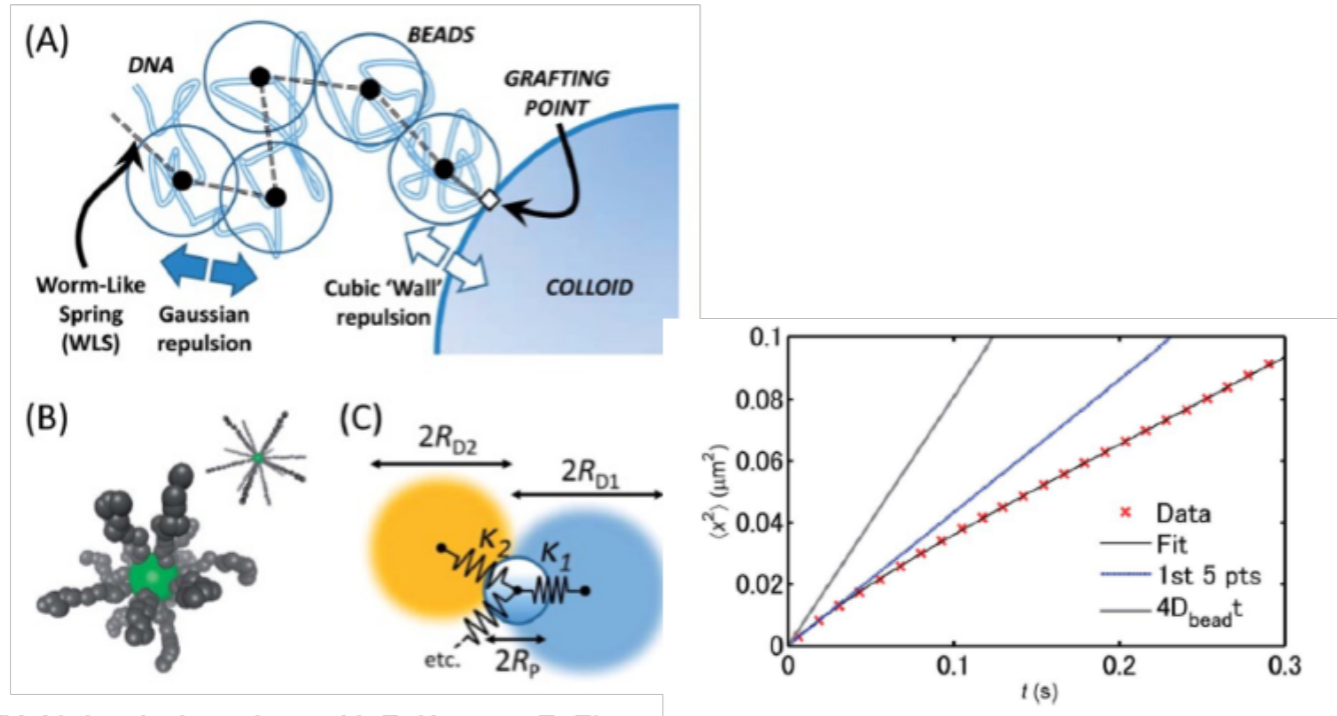 (A)
DNA
BEADS
GRAFTING
POINT
Worm-Like
Spring
(WLS)
Gaussian
repulsion
Cubic 'Wall'
repulsion
COLLOID
(B)
(C)
2R_D2
2R_D1
κ_2
κ_1
etc.
2R_P
0.1
0.08
0.06
0.04
0.02
0
⟨x²⟩ (μm²)
Data
Fit
1st 5 pts
4D_bead t
0
0.1
0.2
0.3
t (s)